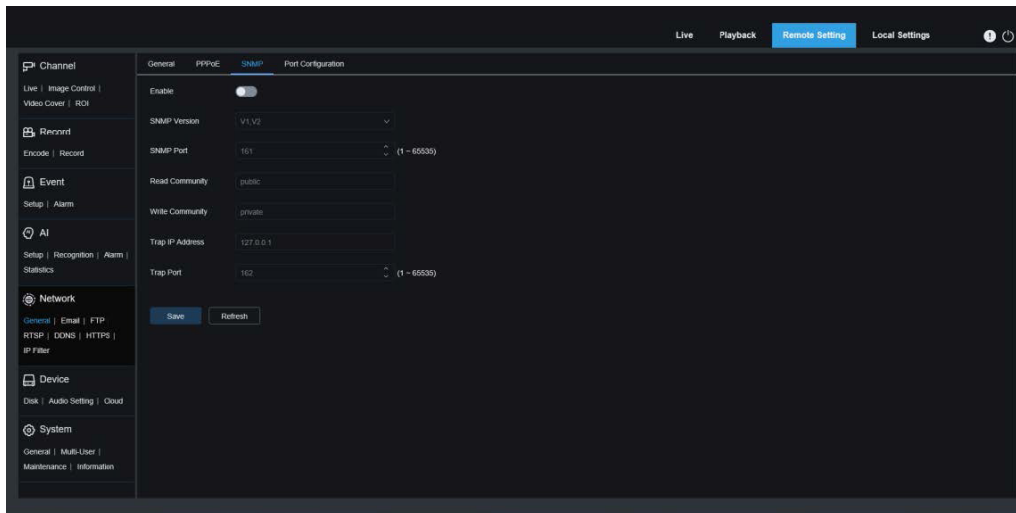 Live Playback Remote Setting Local Settings
Channel
Live | Image Control |
Video Cover | ROI
Record
Encode | Record
Event
Setup | Alarm
AI
Setup | Recognition | Alarm |
Statistics
Network
General | Email | FTP
RTSP | DDNS | HTTPS |
IP Filter
Device
Disk | Audio Setting | Cloud
System
General | Multi-User |
Maintenance | Information
General PPPoE SNMP Port Configuration
Enable
SNMP Version V1,V2
SNMP Port 161 (1 ~ 65535)
Read Community public
Write Community private
Trap IP Address 127.0.0.1
Trap Port 162 (1 ~ 65535)
Save Refresh